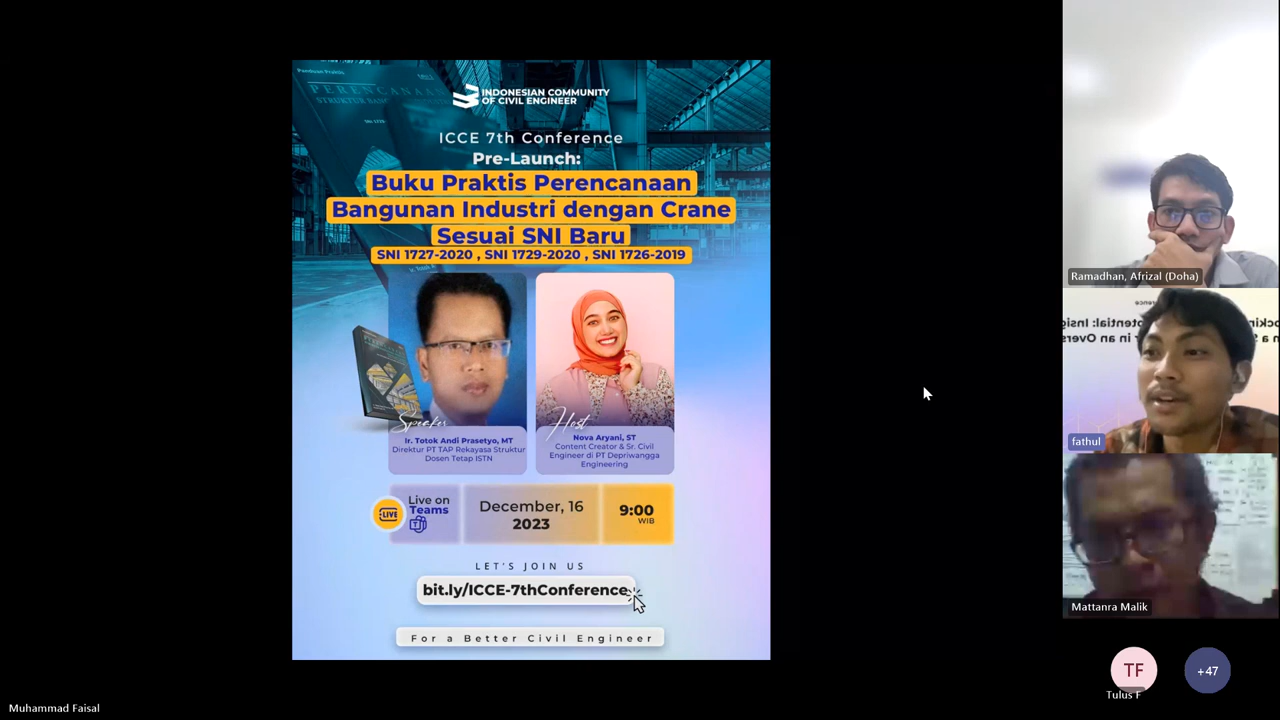 INDONESIAN COMMUNITY
OF CIVIL ENGINEER
ICCE 7th Conference
Pre-Launch:
Buku Praktis Perencanaan
Bangunan Industri dengan Crane
Sesuai SNI Baru
SNI 1727-2020 , SNI 1729-2020 , SNI 1726-2019
Speaker
Ir. Totok Andi Prasetyo, MT
Direktur PT TAP Rekayasa Struktur
Dosen Tetap ISTN
Host
Nova Aryani, ST
Content Creator & Sr. Civil
Engineer di PT Depriwangga
Engineering
LIVE
Live on
Teams
December, 16
2023
9:00
WIB
LET'S JOIN US
bit.ly/ICCE-7thConference
For a Better Civil Engineer
Muhammad Faisal
Ramadhan, Afrizal (Doha)
fathul
Mattanra Malik
TF
Tulus F
+47